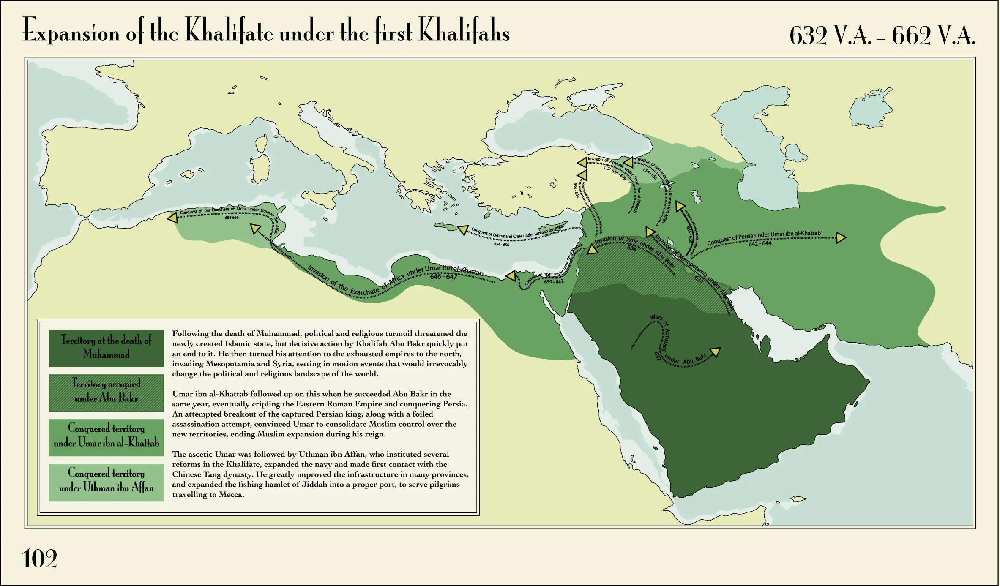 Expansion of the Khalifate under the first Khalifahs
632 V.A. – 662 V.A.
Invasion of Anatolia under Umar ibn al-Khattab
638 - 639
Invasion of Armenia under Uthman ibn Affan
654 - 655
Conquest of Syria under Umar ibn al-Khattab
634 - 638
Conquest of the Exarchate of Africa under Uthman ibn Affan
654-656
Conquest of Cyprus and Crete under uthman ibn Affan
654 - 656
Conquest of Mesopotamia under Umar
636 - 638
Conquest of Persia under Umar ibn al-Khattab
642 - 644
Invasion of Syria under Abu Bakr
634
Invasion of Mesopotamia under Abu Bakr
634
Conquest of Egypt under Umar ibn al-Khattab
639 - 642
Invasion of the Exarchate of Africa under Umar ibn al-Khattab
646 - 647
Wars of Apostasy under Abu Bakr
632
Territory at the death of
Muhammad
Territory occupied
under Abu Bakr
Conquered territory
under Umar ibn al-Khattab
Conquered territory
under Uthman ibn Affan
Following the death of Muhammad, political and religious turmoil threatened the
newly created Islamic state, but decisive action by Khalifah Abu Bakr quickly put
an end to it. He then turned his attention to the exhausted empires to the north,
invading Mesopotamia and Syria, setting in motion events that would irrevocably
change the political and religious landscape of the world.
Umar ibn al-Khattab followed up on this when he succeeded Abu Bakr in the
same year, eventually cripling the Eastern Roman Empire and conquering Persia.
An attempted breakout of the captured Persian king, along with a foiled
assassination attempt, convinced Umar to consolidate Muslim control over the
new territories, ending Muslim expansion during his reign.
The ascetic Umar was followed by Uthman ibn Affan, who instituted several
reforms in the Khalifate, expanded the navy and made first contact with the
Chinese Tang dynasty. He greatly improved the infrastructure in many provinces,
and expanded the fishing hamlet of Jiddah into a proper port, to serve pilgrims
travelling to Mecca.
102